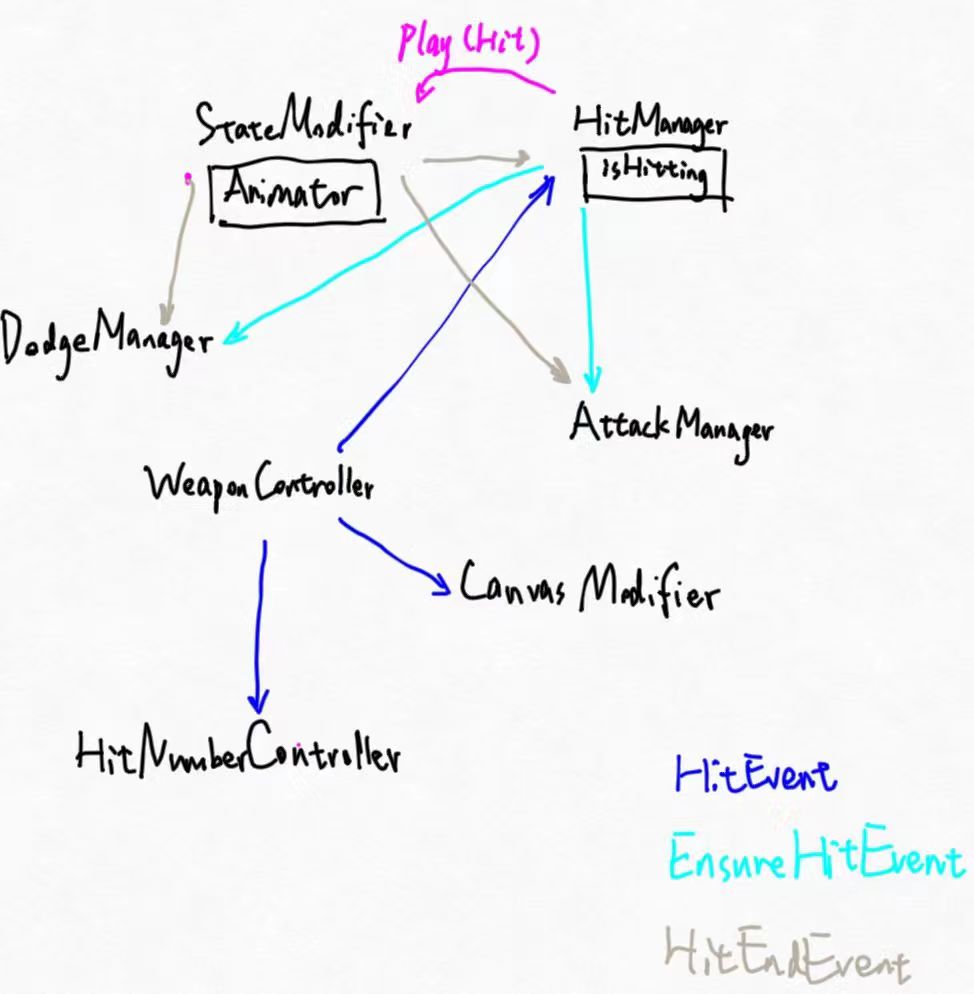 Play (Hit)
StateModifier
HitManager
Animator
isHitting
DodgeManager
AttackManager
WeaponController
Canvas Modifier
HitNumberController
HitEvent
EnsureHitEvent
HitEndEvent